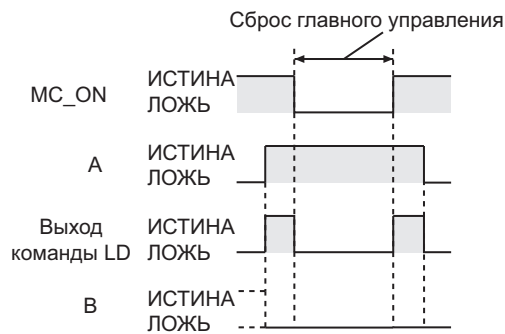 Сброс главного управления
MC_ON
ИСТИНА
ЛОЖЬ
A
ИСТИНА
ЛОЖЬ
Выход
команды LD
ИСТИНА
ЛОЖЬ
B
ИСТИНА
ЛОЖЬ